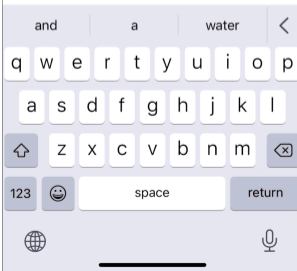 and a water
q w e r t y u i o p
a s d f g h j k l
z x c v b n m
123 space return